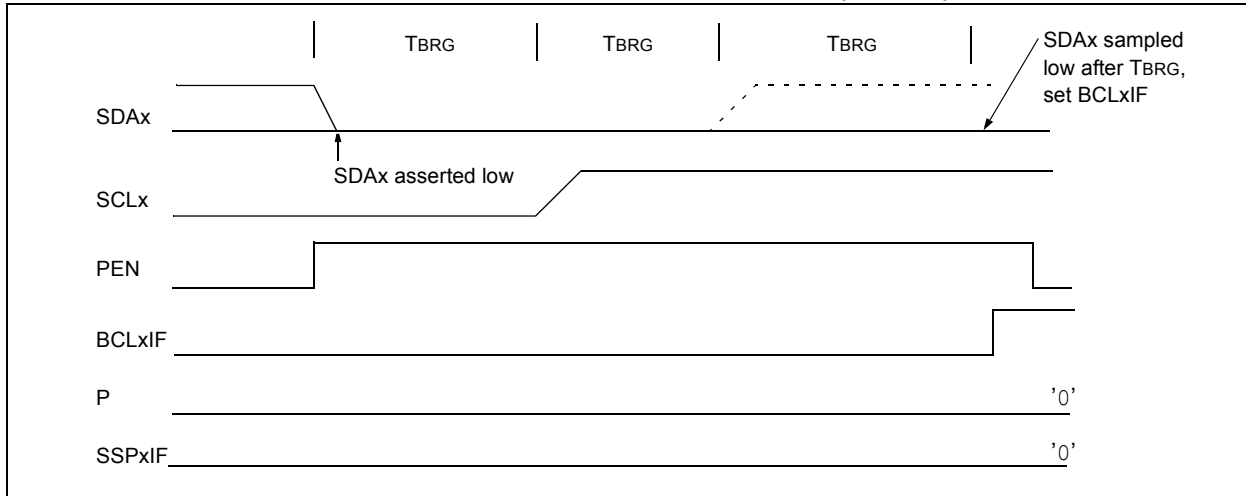 TBRG TBRG TBRG
SDAx sampled
low after TBRG,
set BCLxIF
SDAx
SDAx asserted low
SCLx
PEN
BCLxIF
P '0'
SSPxIF '0'